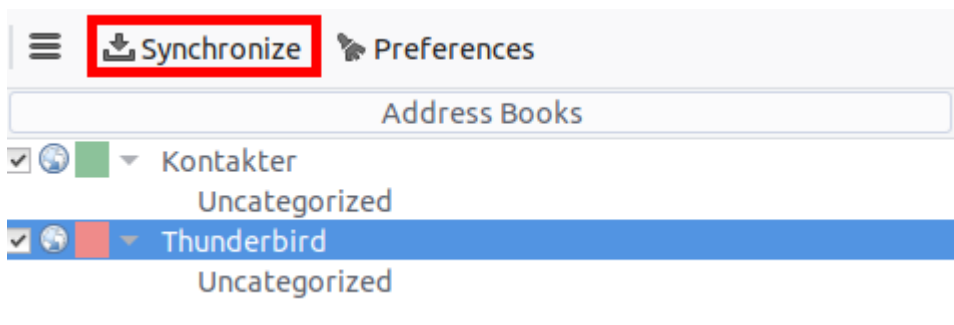 Synchronize Preferences
Address Books
Kontakter
Uncategorized
Thunderbird
Uncategorized